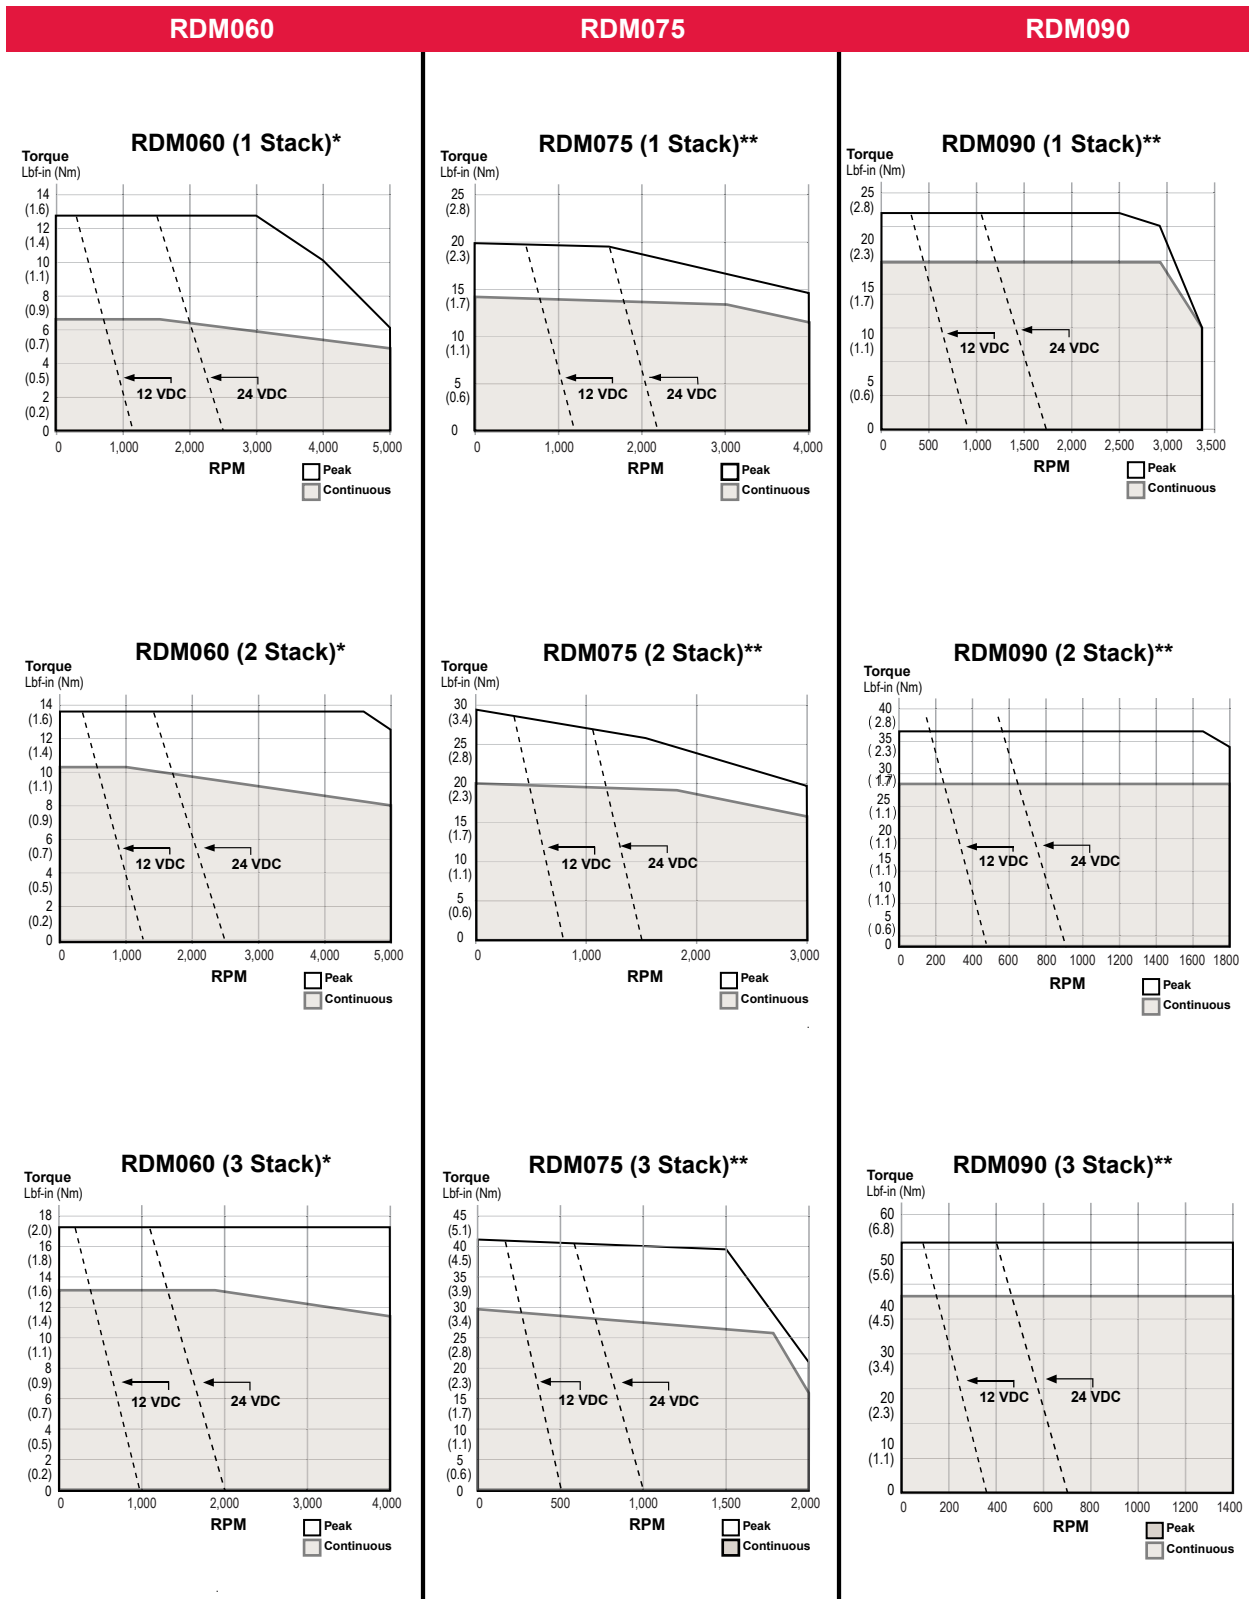 RDM060
RDM075
RDM090
RDM060 (1 Stack)*
Torque
Lbf-in (Nm)
14
(1.6)
12
(1.4)
10
(1.1)
8
(0.9)
6
(0.7)
4
(0.5)
2
(0.2)
0
12 VDC
24 VDC
0 1,000 2,000 3,000 4,000 5,000
RPM
Peak
Continuous
RDM075 (1 Stack)**
Torque
Lbf-in (Nm)
25
(2.8)
20
(2.3)
15
(1.7)
10
(1.1)
5
(0.6)
0
12 VDC
24 VDC
0 1,000 2,000 3,000 4,000
RPM
Peak
Continuous
RDM090 (1 Stack)**
Torque
Lbf-in (Nm)
25
(2.8)
20
(2.3)
15
(1.7)
10
(1.1)
5
(0.6)
0
12 VDC
24 VDC
0 500 1,000 1,500 2,000 2,500 3,000 3,500
RPM
Peak
Continuous
RDM060 (2 Stack)*
Torque
Lbf-in (Nm)
14
(1.6)
12
(1.4)
10
(1.1)
8
(0.9)
6
(0.7)
4
(0.5)
2
(0.2)
0
12 VDC
24 VDC
0 1,000 2,000 3,000 4,000 5,000
RPM
Peak
Continuous
RDM075 (2 Stack)**
Torque
Lbf-in (Nm)
30
(3.4)
25
(2.8)
20
(2.3)
15
(1.7)
10
(1.1)
5
(0.6)
0
12 VDC
24 VDC
0 1,000 2,000 3,000
RPM
Peak
Continuous
RDM090 (2 Stack)**
Torque
Lbf-in (Nm)
40
( 2.8)
35
( 2.3)
30
( 1.7)
25
( 1.1)
20
( 1.1)
15
( 1.1)
10
( 1.1)
5
( 0.6)
0
12 VDC
24 VDC
0 200 400 600 800 1000 1200 1400 1600 1800
RPM
Peak
Continuous
RDM060 (3 Stack)*
Torque
Lbf-in (Nm)
18
(2.0)
16
(1.8)
14
(1.6)
12
(1.4)
10
(1.1)
8
(0.9)
6
(0.7)
4
(0.5)
2
(0.2)
0
12 VDC
24 VDC
0 1,000 2,000 3,000 4,000
RPM
Peak
Continuous
RDM075 (3 Stack)**
Torque
Lbf-in (Nm)
45
(5.1)
40
(4.5)
35
(3.9)
30
(3.4)
25
(2.8)
20
(2.3)
15
(1.7)
10
(1.1)
5
(0.6)
0
12 VDC
24 VDC
0 500 1,000 1,500 2,000
RPM
Peak
Continuous
RDM090 (3 Stack)**
Torque
Lbf-in (Nm)
60
(6.8)
50
(5.6)
40
(4.5)
30
(3.4)
20
(2.3)
10
(1.1)
0
12 VDC
24 VDC
0 200 400 600 800 1000 1200 1400
RPM
Peak
Continuous